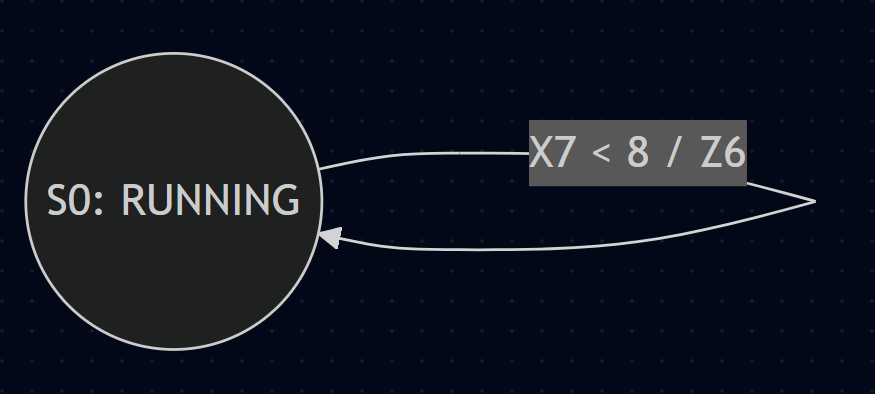 S0: RUNNING
X7 < 8 / Z6